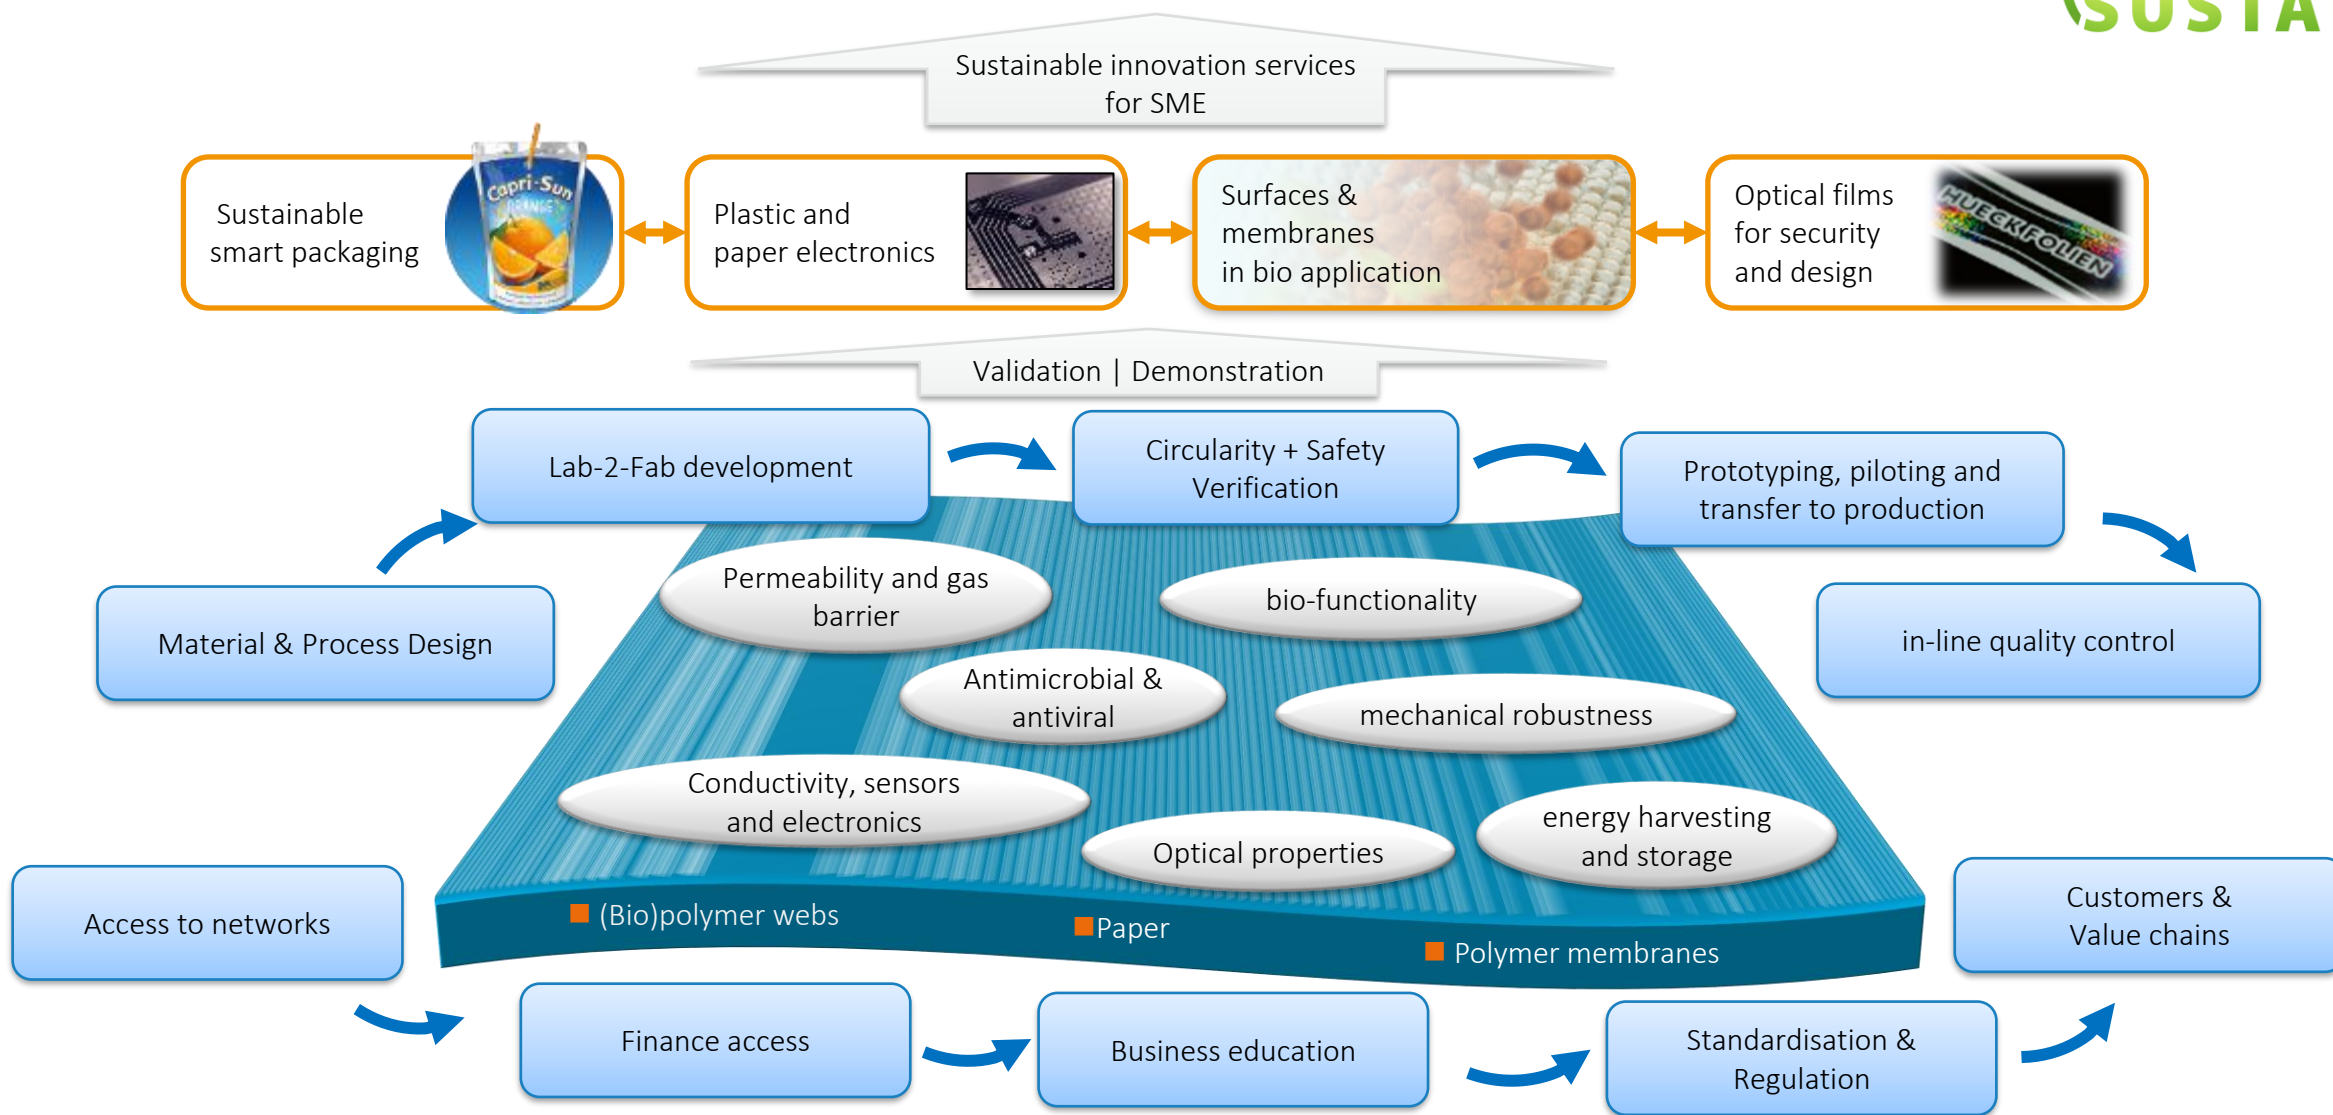 SUSTA
Sustainable innovation services
for SME
Sustainable
smart packaging
Capri-Sun
ORANGE
Plastic and
paper electronics
Surfaces &
membranes
in bio application
Optical films
for security
and design
HUECKFOLIEN
Validation | Demonstration
Lab-2-Fab development
Circularity + Safety
Verification
Prototyping, piloting and
transfer to production
Material & Process Design
in-line quality control
Permeability and gas
barrier
bio-functionality
Antimicrobial &
antiviral
mechanical robustness
Conductivity, sensors
and electronics
Optical properties
energy harvesting
and storage
(Bio)polymer webs
Paper
Polymer membranes
Access to networks
Finance access
Business education
Standardisation &
Regulation
Customers &
Value chains